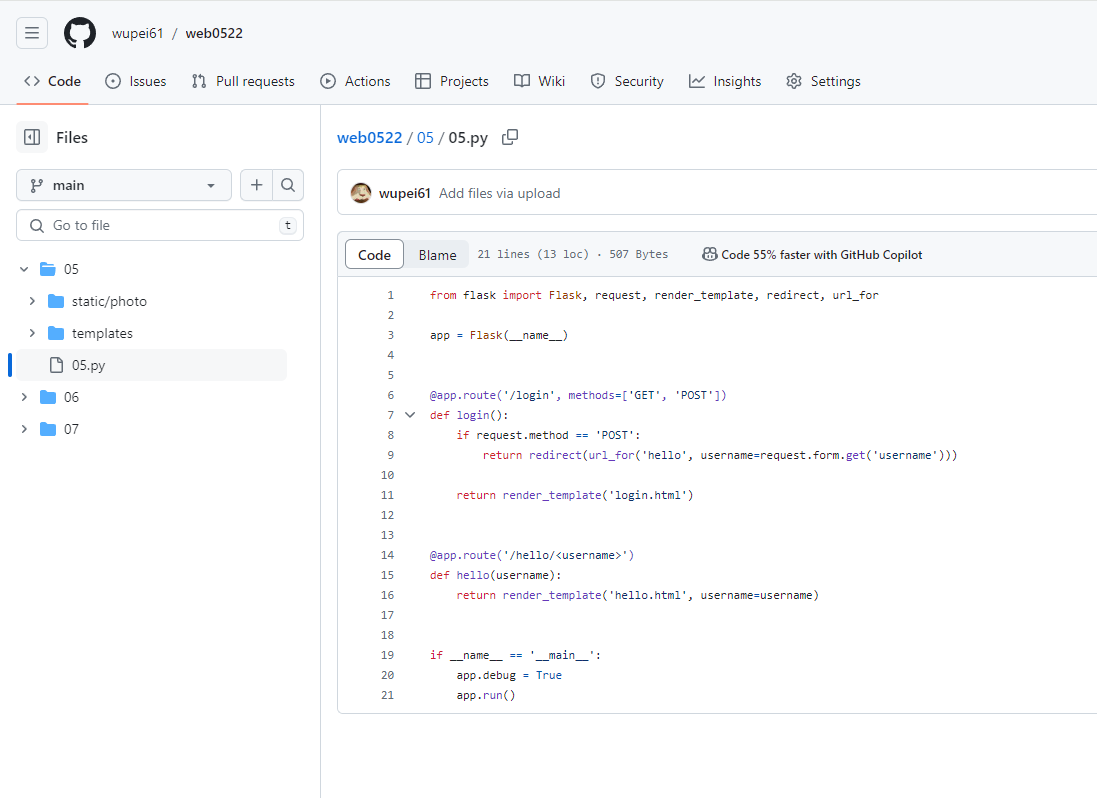 wupei61 / web0522
Code Issues Pull requests Actions Projects Wiki Security Insights Settings
Files
main
Go to file t
05
static/photo
templates
05.py
06
07
web0522 / 05 / 05.py
wupei61 Add files via upload
Code Blame 21 lines (13 loc) · 507 Bytes Code 55% faster with GitHub Copilot
1 from flask import Flask, request, render_template, redirect, url_for
2
3 app = Flask(__name__)
4
5
6 @app.route('/login', methods=['GET', 'POST'])
7 def login():
8     if request.method == 'POST':
9         return redirect(url_for('hello', username=request.form.get('username')))
10
11     return render_template('login.html')
12
13
14 @app.route('/hello/<username>')
15 def hello(username):
16     return render_template('hello.html', username=username)
17
18
19 if __name__ == '__main__':
20     app.debug = True
21     app.run()